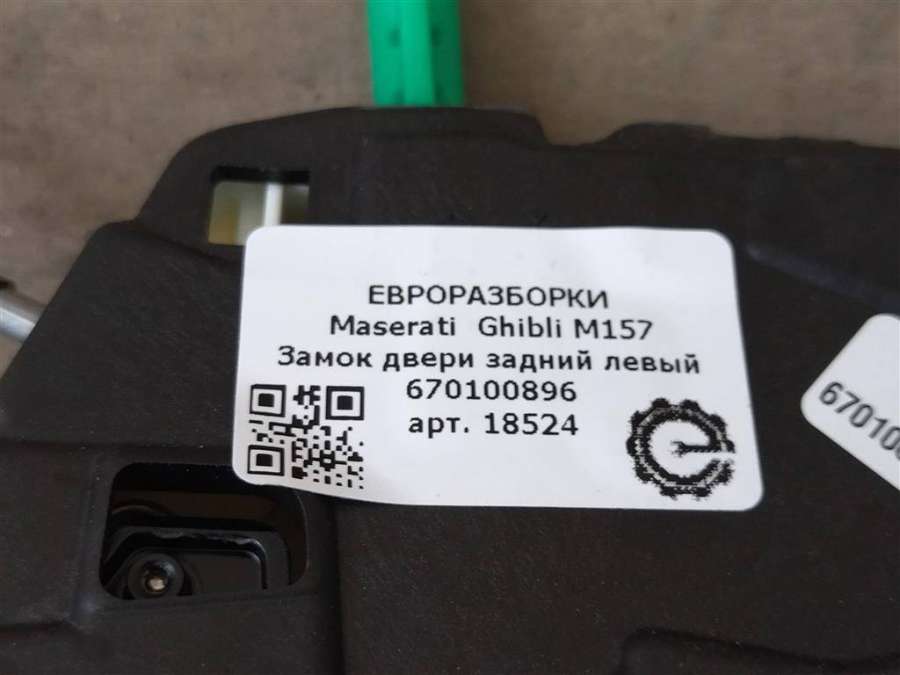 ЕВРОРАЗБОРКИ
Maserati Ghibli M157
Замок двери задний левый
670100896
арт. 18524